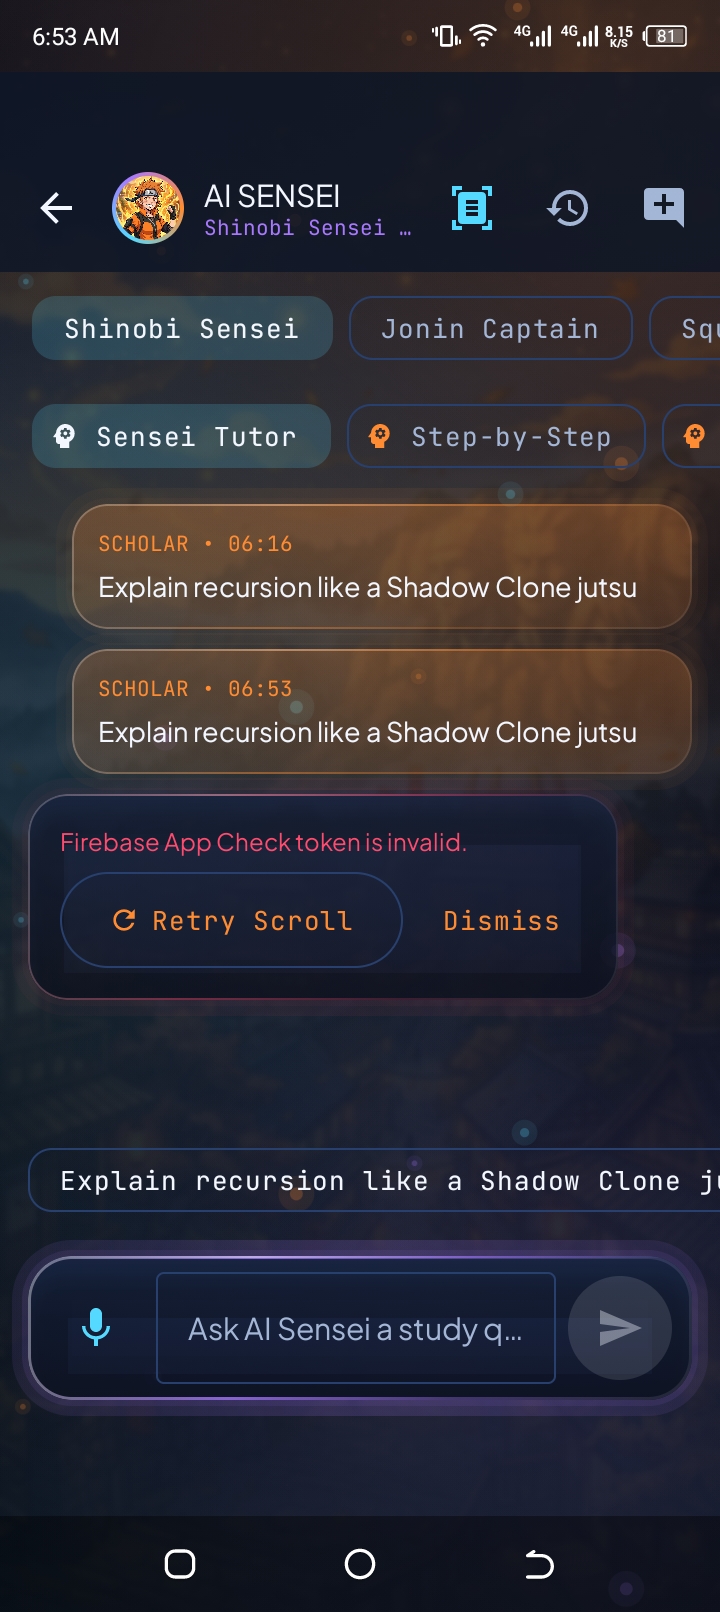 6:53 AM
4G 4G 8.15 K/S 81
AI SENSEI
Shinobi Sensei …
Shinobi Sensei Jonin Captain Squ
Sensei Tutor Step-by-Step
SCHOLAR • 06:16
Explain recursion like a Shadow Clone jutsu
SCHOLAR • 06:53
Explain recursion like a Shadow Clone jutsu
Firebase App Check token is invalid.
Retry Scroll Dismiss
Explain recursion like a Shadow Clone ju
Ask AI Sensei a study q...